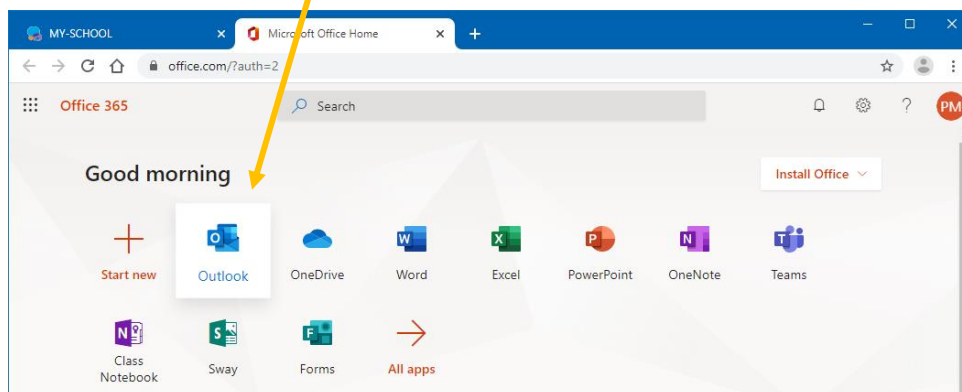 MY-SCHOOL Microsoft Office Home
office.com/?auth=2
Office 365 Search PM
Good morning Install Office
Start new Outlook OneDrive Word Excel PowerPoint OneNote Teams
Class Notebook Sway Forms All apps